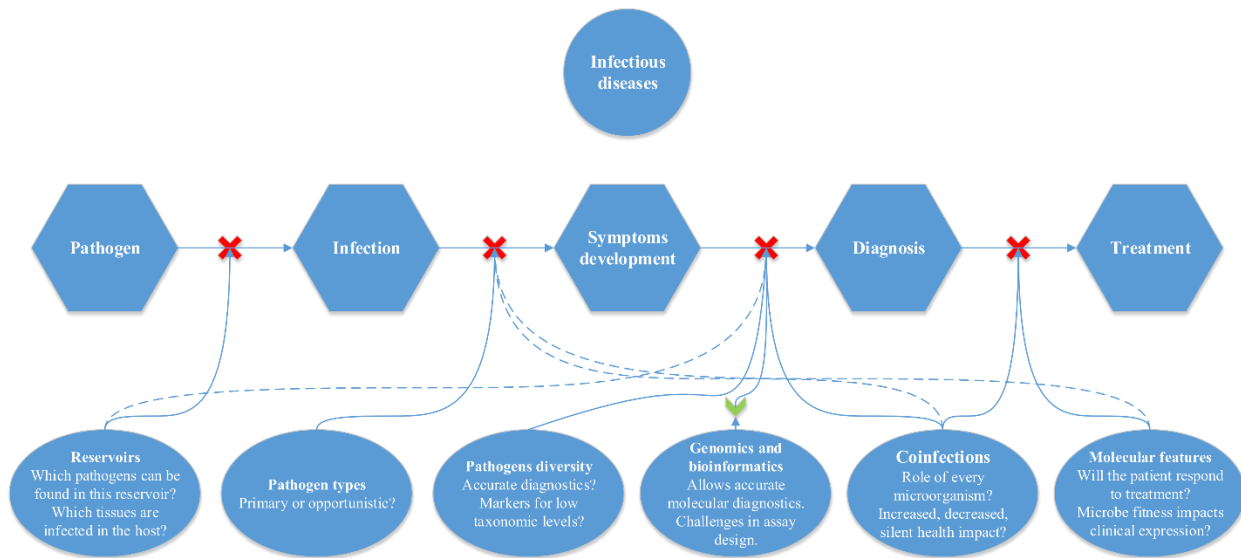 Infectious
diseases
Pathogen
Infection
Symptoms
development
Diagnosis
Treatment
Reservoirs
Which pathogens can be
found in this reservoir?
Which tissues are
infected in the host?
Pathogen types
Primary or opportunistic?
Pathogens diversity
Accurate diagnostics?
Markers for low
taxonomic levels?
Genomics and
bioinformatics
Allows accurate
molecular diagnostics.
Challenges in assay
design.
Coinfections
Role of every
microorganism?
Increased, decreased,
silent health impact?
Molecular features
Will the patient respond
to treatment?
Microbe fitness impacts
clinical expression?